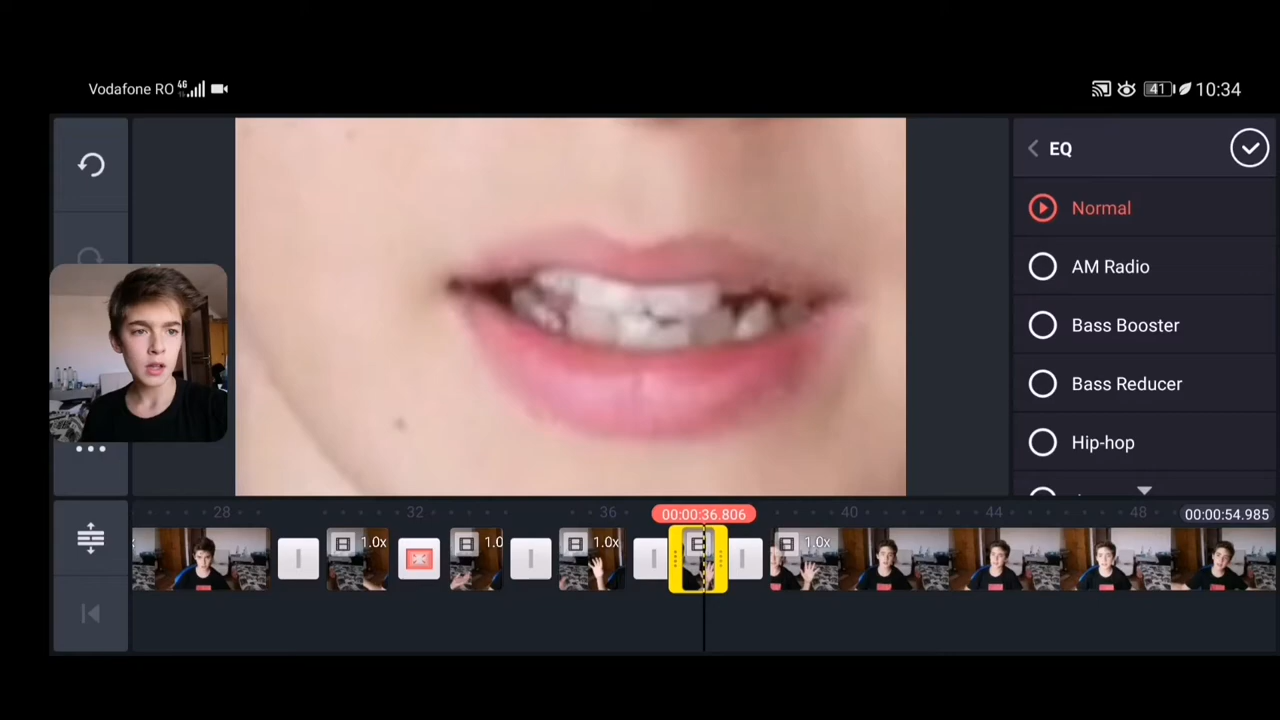 Vodafone RO 4G
41 10:34
EQ
Normal
AM Radio
Bass Booster
Bass Reducer
Hip-hop
28 32 36 00:00:36.806 40 44 48 00:00:54.985
1.0x 1.0 1.0x 1.0x